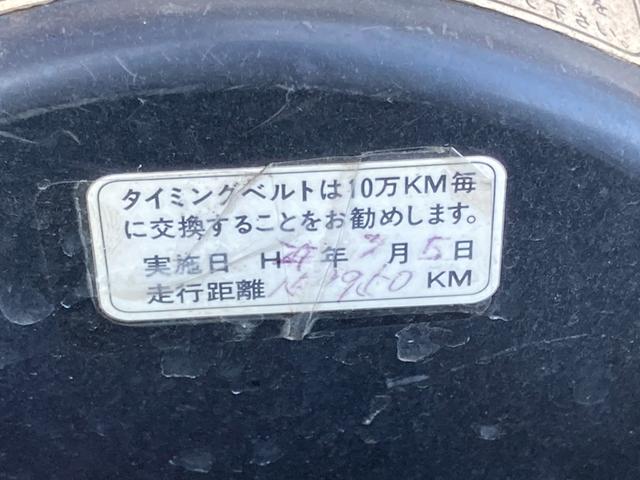 タイミングベルトは10万KM毎
に交換することをお勧めします。
実施日 H 年 月 5日
走行距離 KM